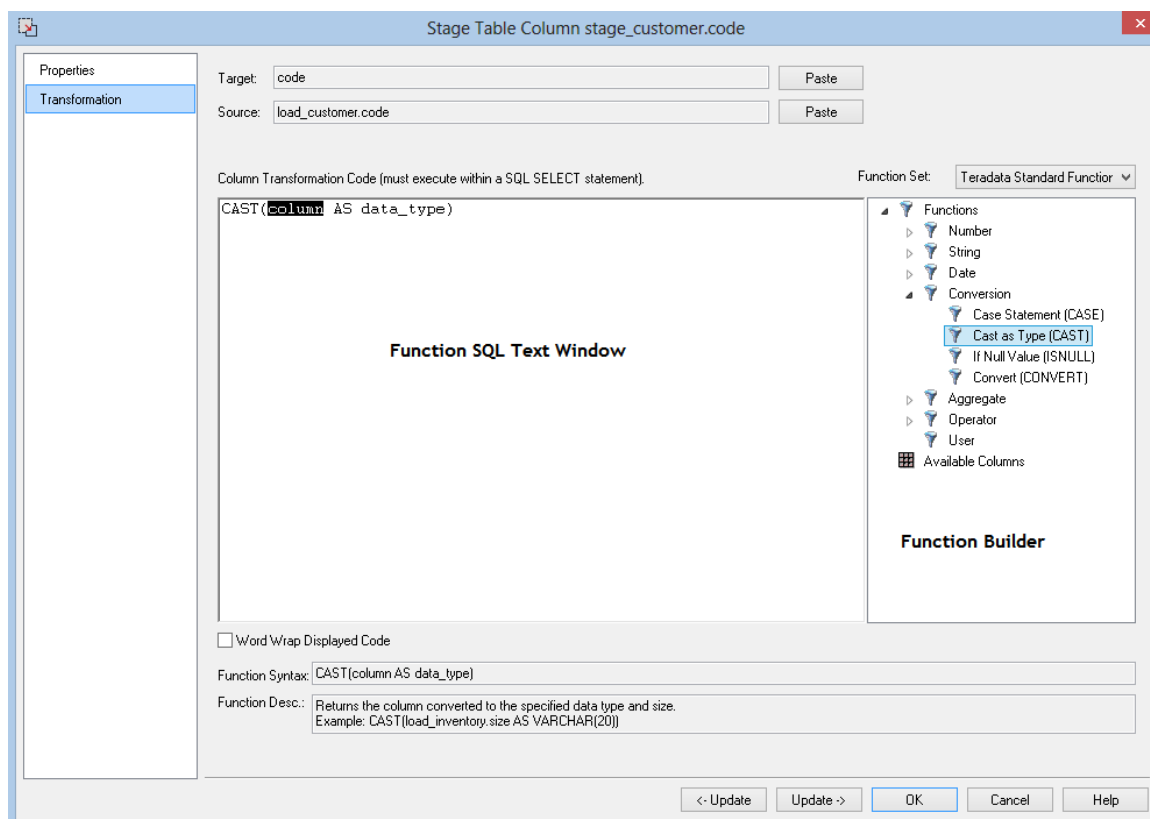 Stage Table Column stage_customer.code
Properties
Transformation
Target: code Paste
Source: load_customer.code Paste
Column Transformation Code (must execute within a SQL SELECT statement). Function Set: Teradata Standard Function
CAST(column AS data_type)
Functions
Number
String
Date
Conversion
Case Statement (CASE)
Cast as Type (CAST)
If Null Value (ISNULL)
Convert (CONVERT)
Aggregate
Operator
User
Available Columns
Function SQL Text Window
Function Builder
Word Wrap Displayed Code
Function Syntax: CAST(column AS data_type)
Function Desc.: Returns the column converted to the specified data type and size.
Example: CAST(load_inventory.size AS VARCHAR(20))
<- Update Update -> OK Cancel Help